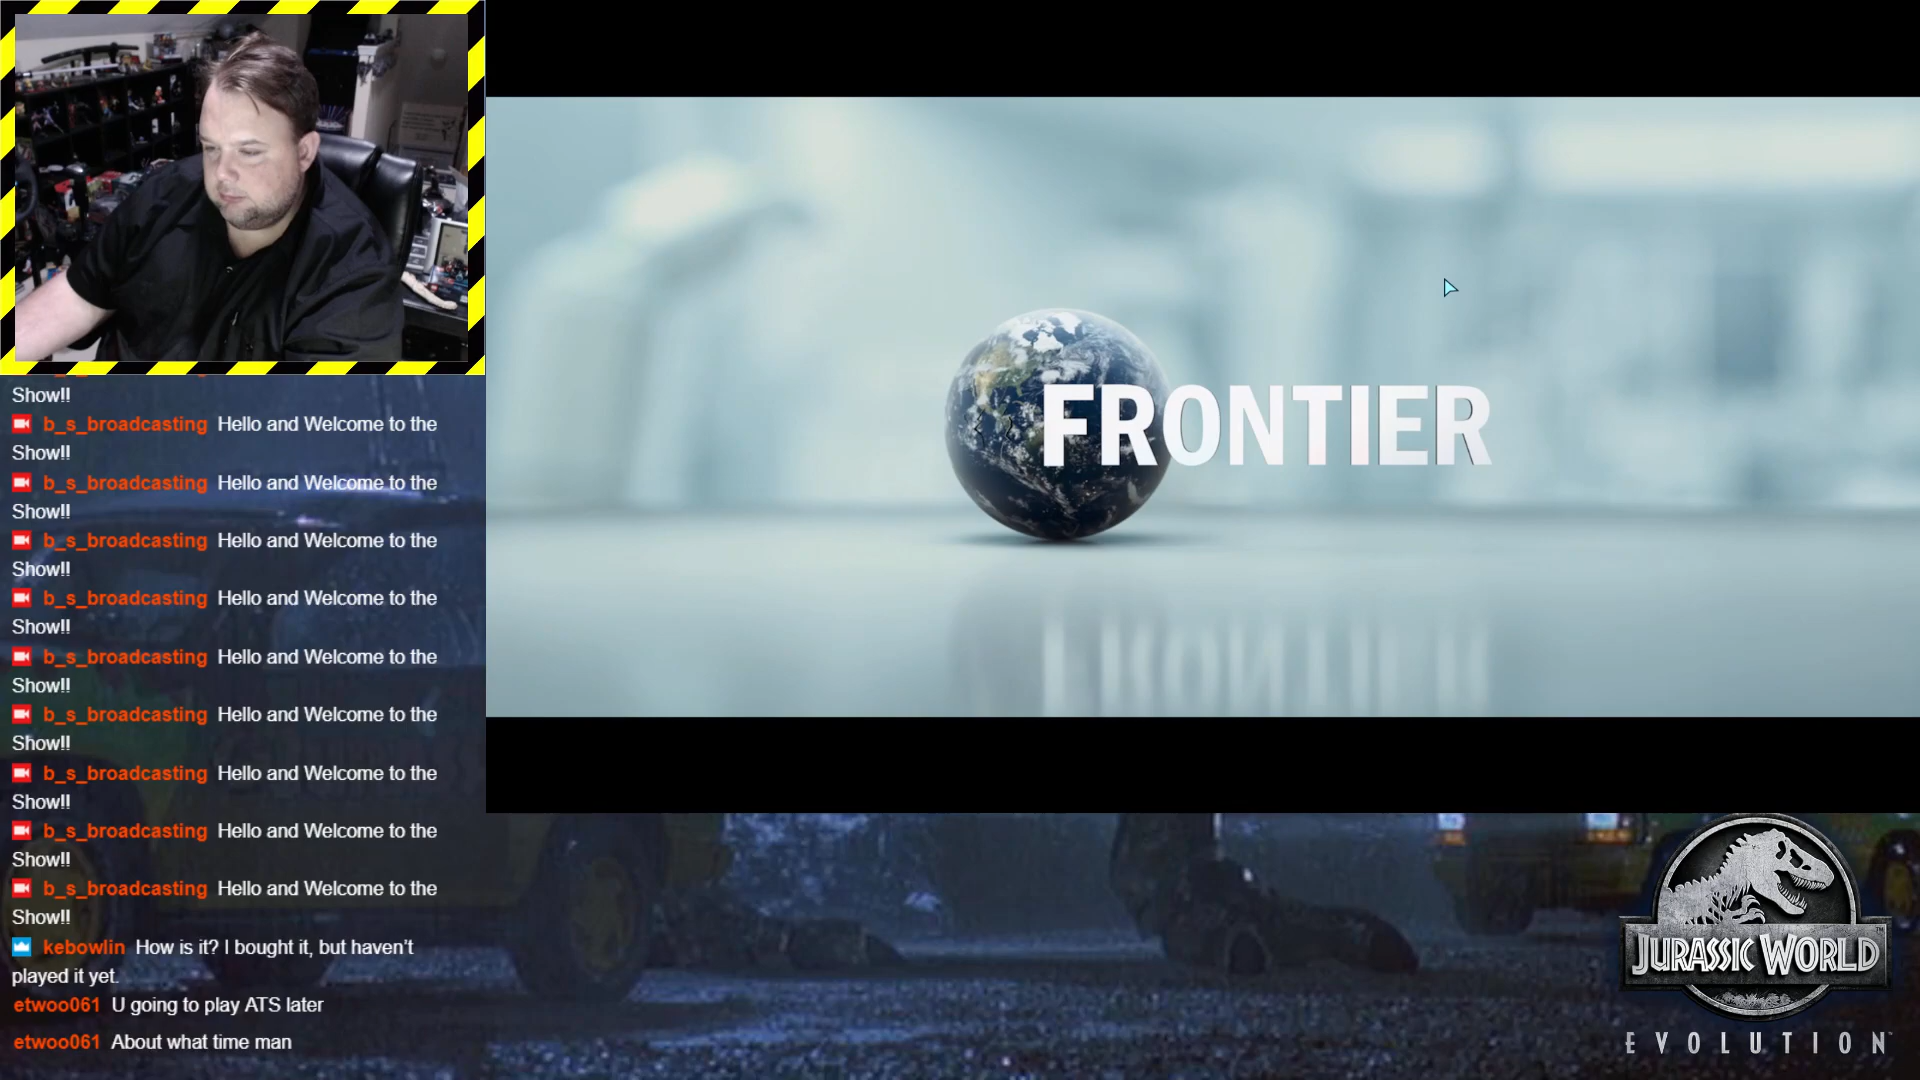 Show!!
b_s_broadcasting Hello and Welcome to the
Show!!
b_s_broadcasting Hello and Welcome to the
Show!!
b_s_broadcasting Hello and Welcome to the
Show!!
b_s_broadcasting Hello and Welcome to the
Show!!
b_s_broadcasting Hello and Welcome to the
Show!!
b_s_broadcasting Hello and Welcome to the
Show!!
b_s_broadcasting Hello and Welcome to the
Show!!
b_s_broadcasting Hello and Welcome to the
Show!!
b_s_broadcasting Hello and Welcome to the
Show!!
kebowlin How is it? I bought it, but haven't
played it yet.
etwoo061 U going to play ATS later
etwoo061 About what time man
FRONTIER
JURASSIC WORLD™
EVOLUTION™